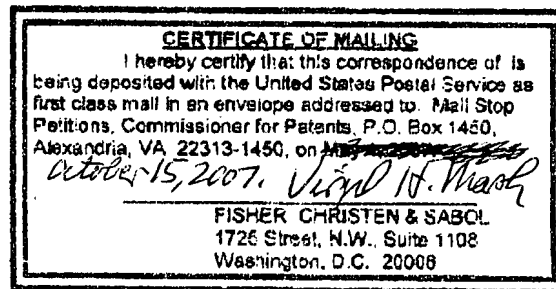 CERTIFICATE OF MAILING
I hereby certify that this correspondence of is
being deposited with the United States Postal Service as
first class mail in an envelope addressed to. Mail Stop
Petitions, Commissioner for Patents, P.O. Box 1450,
Alexandria, VA 22313-1450, on
October 15, 2007. Virgil H. Marsh
FISHER CHRISTEN & SABOL
1725 Street, N.W., Suite 1108
Washington, D.C. 20006